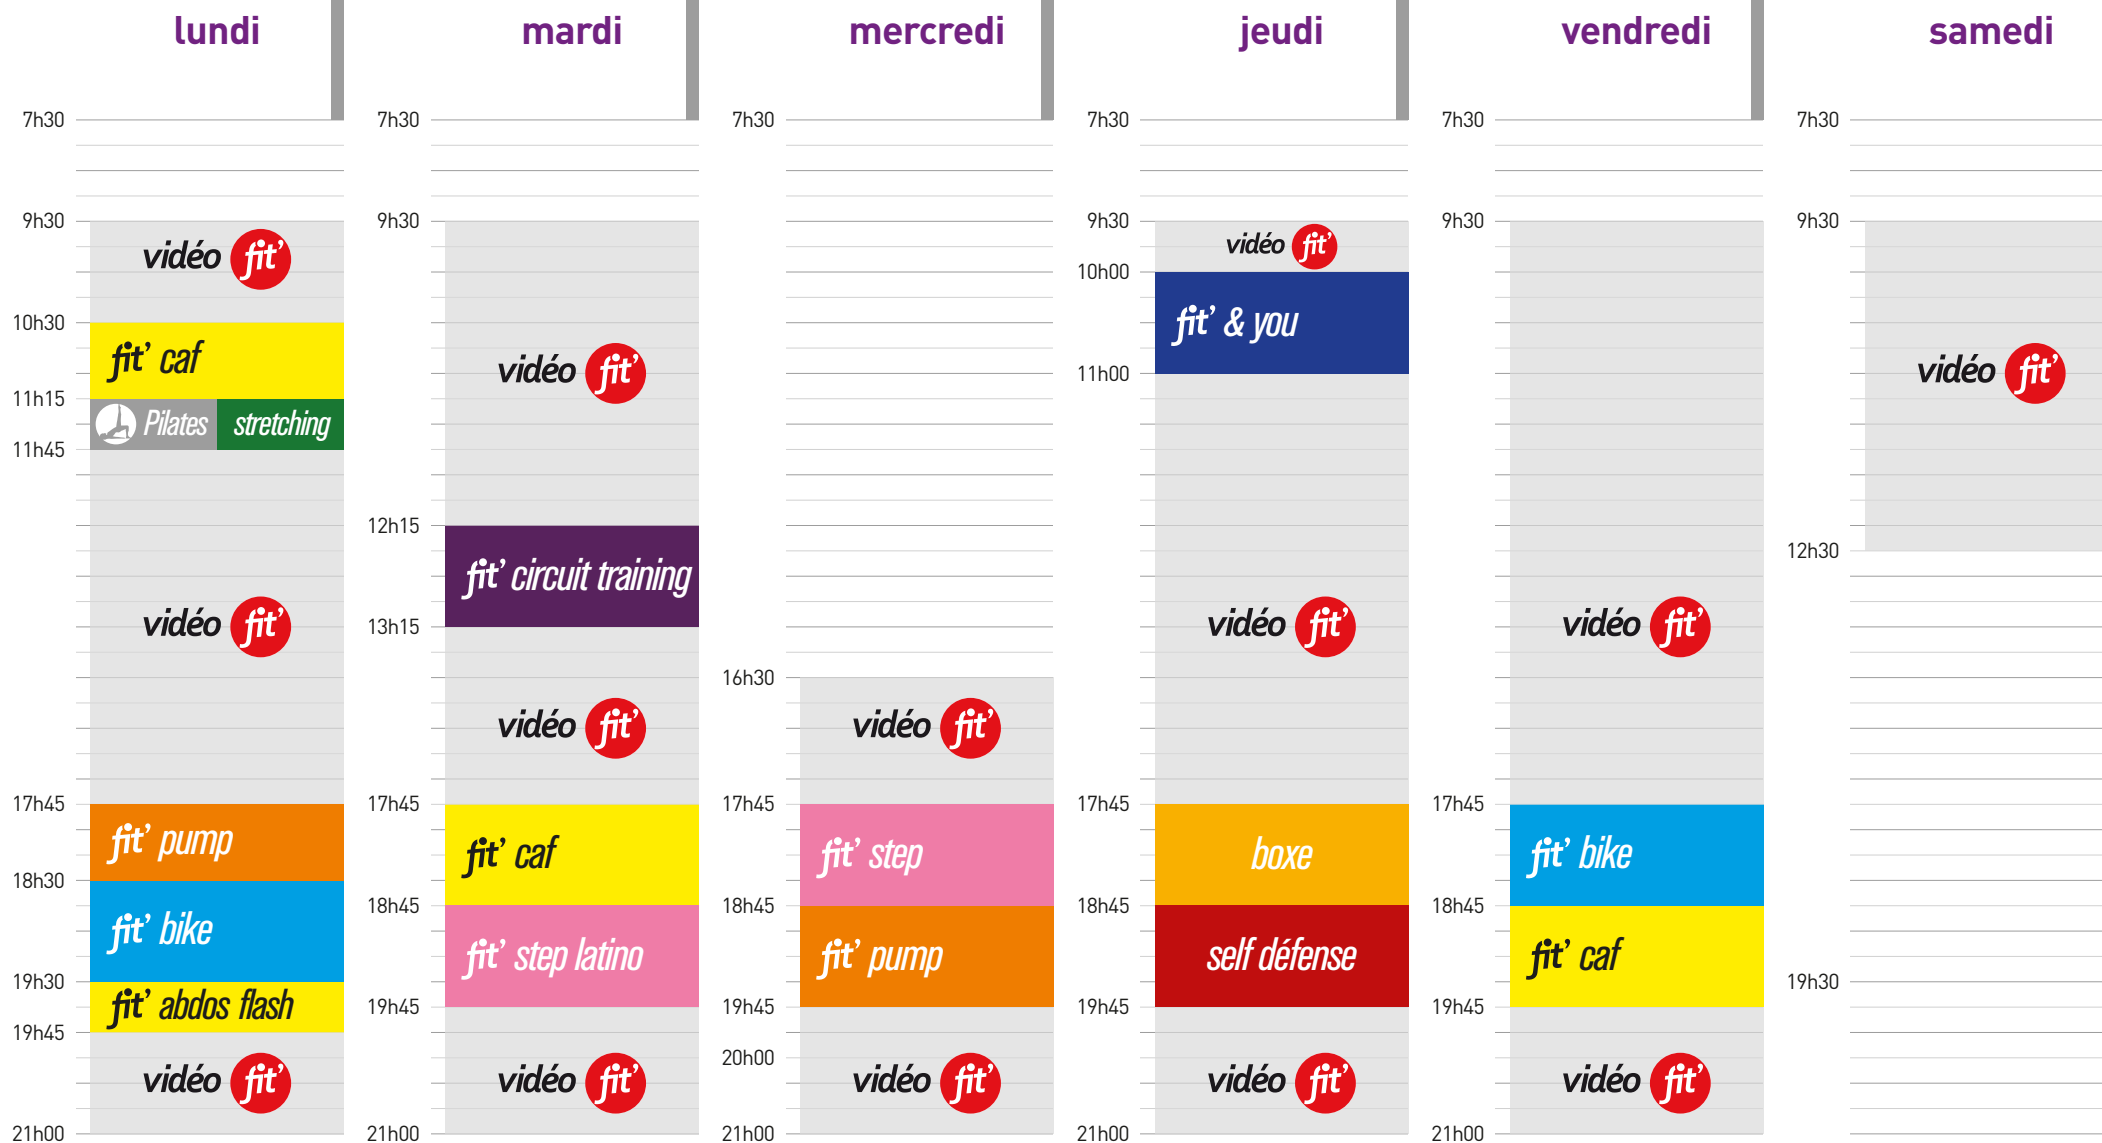 lundi
7h30
9h30
vidéo fit’
10h30
fit’ caf
11h15
Pilates stretching
11h45
vidéo fit’
17h45
fit’ pump
18h30
fit’ bike
19h30
fit’ abdos flash
19h45
vidéo fit’
21h00
mardi
7h30
9h30
vidéo fit’
12h15
fit’ circuit training
13h15
vidéo fit’
17h45
fit’ caf
18h45
fit’ step latino
19h45
vidéo fit’
21h00
mercredi
7h30
16h30
vidéo fit’
17h45
fit’ step
18h45
fit’ pump
19h45
20h00
vidéo fit’
21h00
jeudi
7h30
9h30
vidéo fit’
10h00
fit’ & you
11h00
vidéo fit’
17h45
boxe
18h45
self défense
19h45
vidéo fit’
21h00
vendredi
7h30
9h30
vidéo fit’
17h45
fit’ bike
18h45
fit’ caf
19h45
vidéo fit’
21h00
samedi
7h30
9h30
vidéo fit’
12h30
19h30